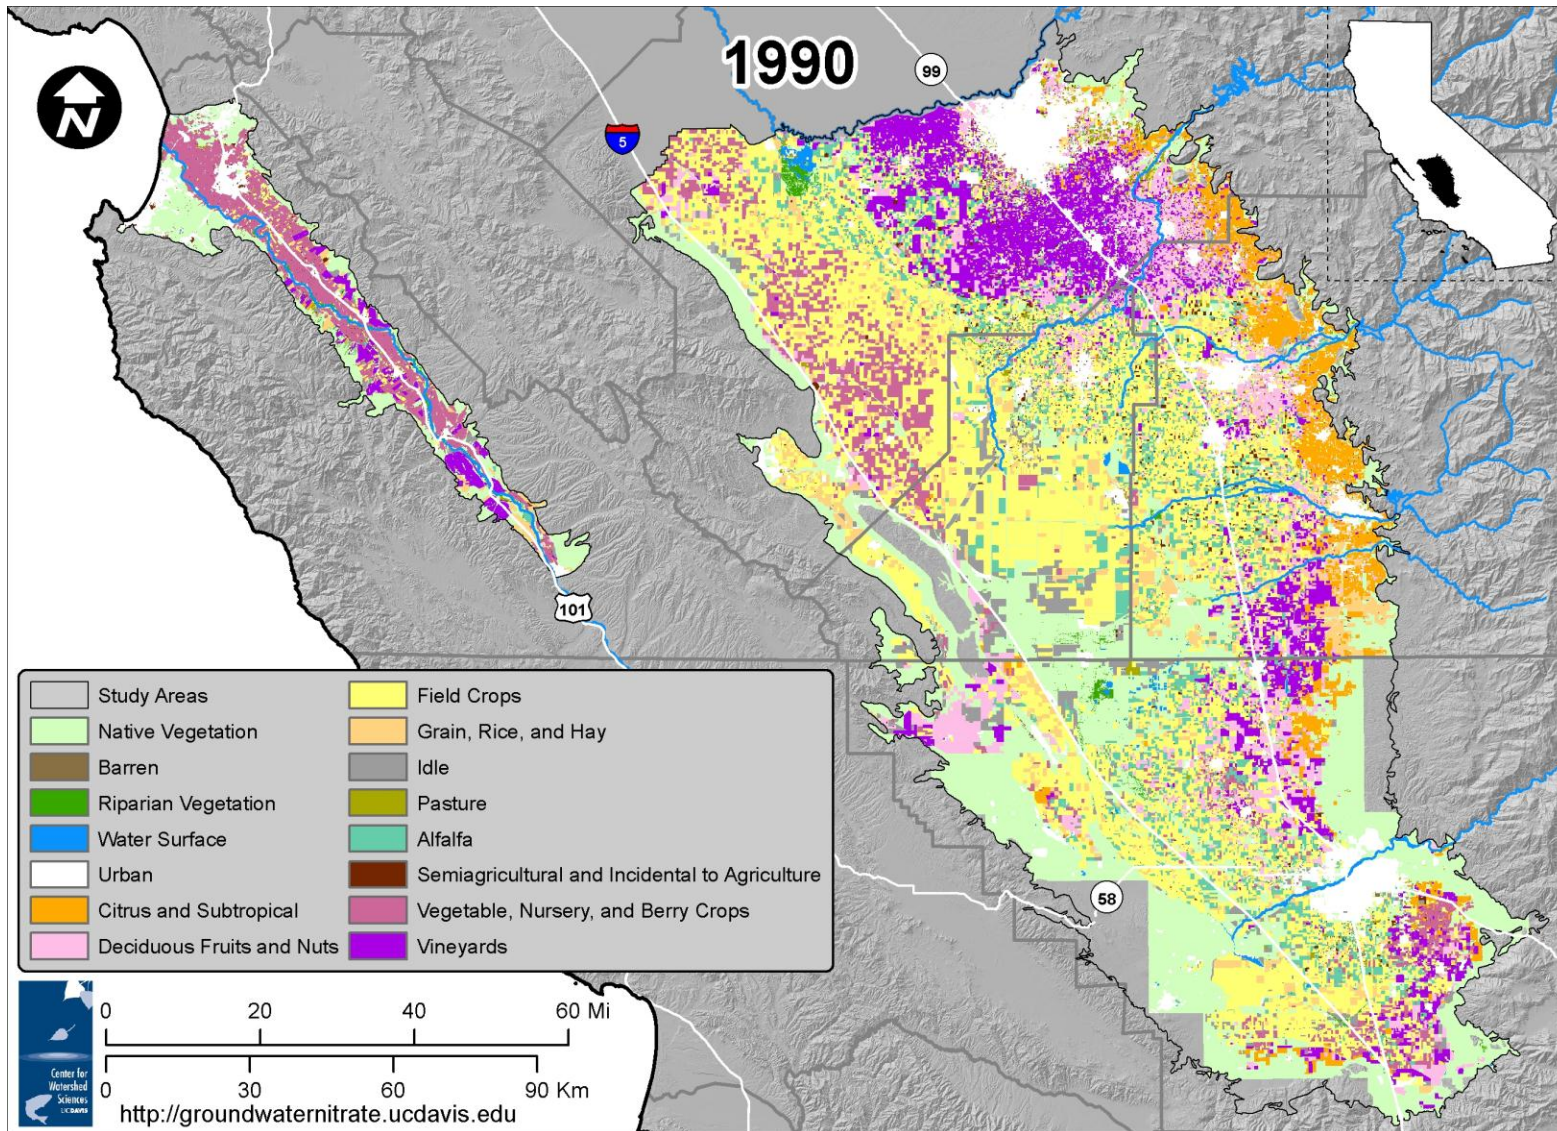 1990
N
5
99
101
58
Study Areas
Native Vegetation
Barren
Riparian Vegetation
Water Surface
Urban
Citrus and Subtropical
Deciduous Fruits and Nuts
Field Crops
Grain, Rice, and Hay
Idle
Pasture
Alfalfa
Semiagricultural and Incidental to Agriculture
Vegetable, Nursery, and Berry Crops
Vineyards
Center for
Watershed
Sciences
UCDAVIS
0 20 40 60 Mi
0 30 60 90 Km
http://groundwaternitrate.ucdavis.edu